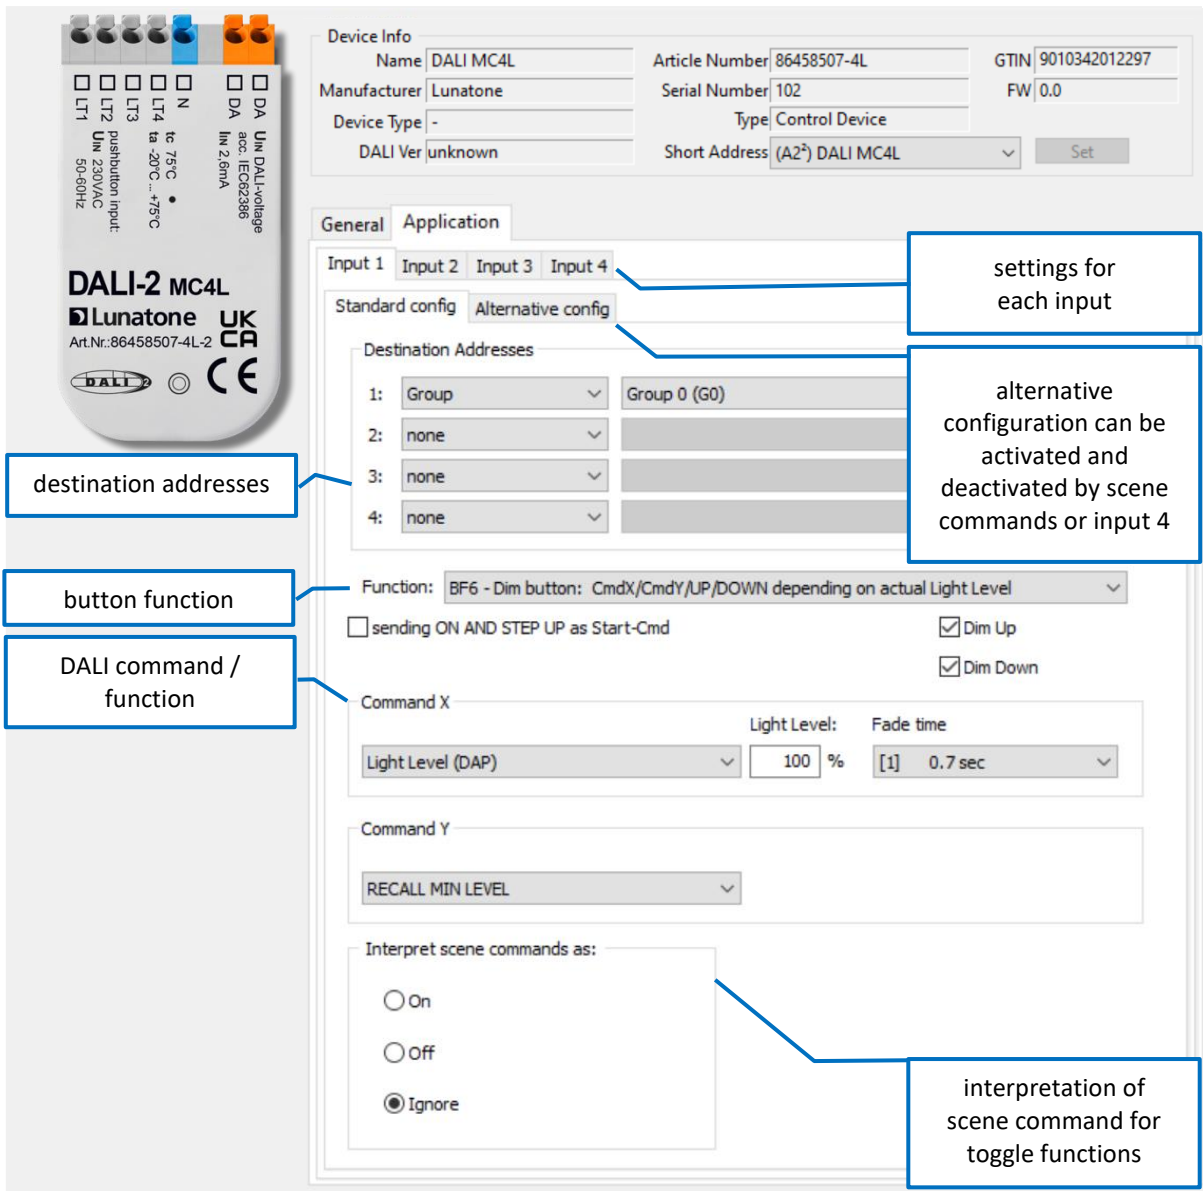 LT1
LT2
LT3
LT4
N
DA
DA
pushbutton input:
UIN 230VAC
50-60Hz
tc 75°C
ta -20°C ... +75°C
UIN DALI-voltage
acc. IEC62386
IIN 2,6mA
DALI-2 MC4L
Lunatone
UK
CA
Art.Nr.:86458507-4L-2
DALI 2
CE
Device Info
Name DALI MC4L
Article Number 86458507-4L
GTIN 9010342012297
Manufacturer Lunatone
Serial Number 102
FW 0.0
Device Type -
Type Control Device
DALI Ver unknown
Short Address (A2²) DALI MC4L
Set
General Application
Input 1 Input 2 Input 3 Input 4
settings for
each input
Standard config Alternative config
Destination Addresses
1: Group Group 0 (G0)
2: none
3: none
4: none
alternative
configuration can be
activated and
deactivated by scene
commands or input 4
destination addresses
button function
Function: BF6 - Dim button: CmdX/CmdY/UP/DOWN depending on actual Light Level
sending ON AND STEP UP as Start-Cmd
Dim Up
Dim Down
DALI command /
function
Command X
Light Level: Fade time
Light Level (DAP) 100 % [1] 0.7 sec
Command Y
RECALL MIN LEVEL
Interpret scene commands as:
On
Off
Ignore
interpretation of
scene command for
toggle functions